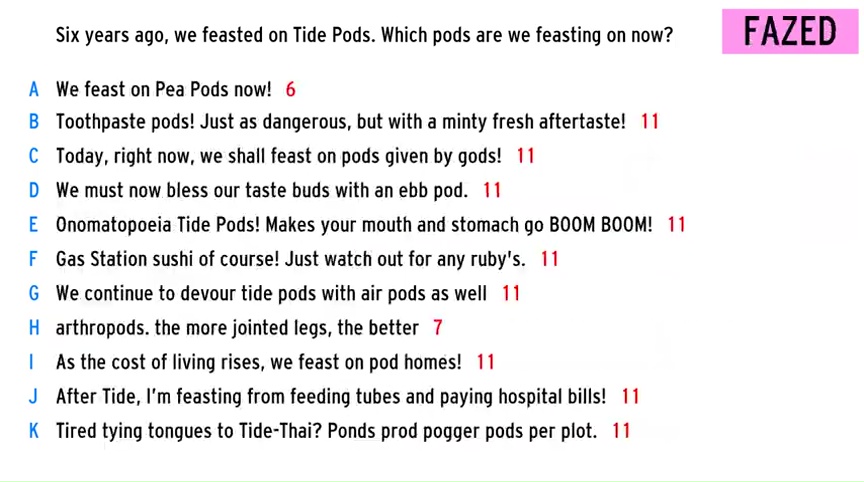 Six years ago, we feasted on Tide Pods. Which pods are we feasting on now?
FAZED
A We feast on Pea Pods now! 6
B Toothpaste pods! Just as dangerous, but with a minty fresh aftertaste! 11
C Today, right now, we shall feast on pods given by gods! 11
D We must now bless our taste buds with an ebb pod. 11
E Onomatopoeia Tide Pods! Makes your mouth and stomach go BOOM BOOM! 11
F Gas Station sushi of course! Just watch out for any ruby's. 11
G We continue to devour tide pods with air pods as well 11
H arthropods. the more jointed legs, the better 7
I As the cost of living rises, we feast on pod homes! 11
J After Tide, I'm feasting from feeding tubes and paying hospital bills! 11
K Tired tying tongues to Tide-Thai? Ponds prod pogger pods per plot. 11